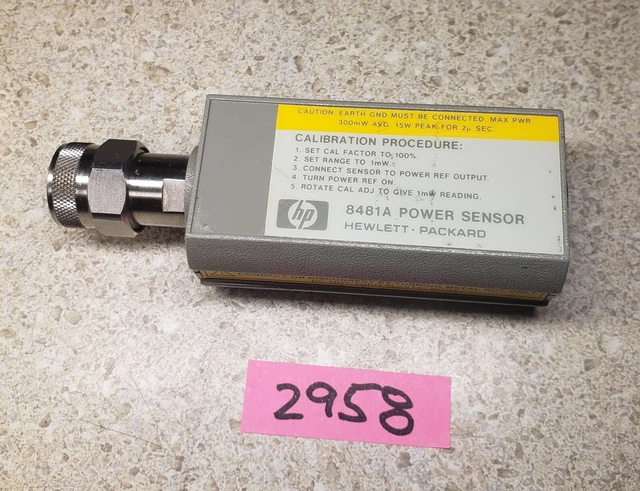 CAUTION: EARTH GND MUST BE CONNECTED. MAX PWR
300mW AVG. 15W PEAK FOR 2µ SEC
CALIBRATION PROCEDURE:
1. SET CAL FACTOR TO 100%.
2. SET RANGE TO 1mW.
3. CONNECT SENSOR TO POWER REF OUTPUT.
4. TURN POWER REF ON.
5. ROTATE CAL ADJ TO GIVE 1mW READING.
hp
8481A POWER SENSOR
HEWLETT · PACKARD
2958